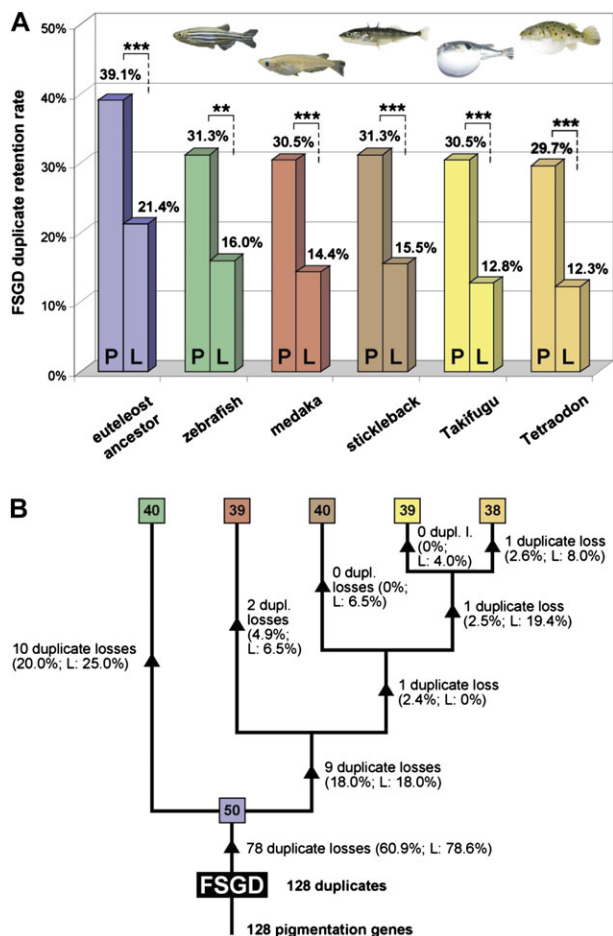 A
FSGD duplicate retention rate
50%
40%
30%
20%
10%
0%
39.1%
***
21.4%
31.3%
**
16.0%
30.5%
***
14.4%
31.3%
***
15.5%
30.5%
***
12.8%
29.7%
***
12.3%
P L
P L
P L
P L
P L
P L
euteleost
ancestor
zebrafish
medaka
stickleback
Takifugu
Tetraodon
B
40
39
40
39
38
0 dupl. l.
(0%;
L: 4.0%)
1 duplicate loss
(2.6%; L: 8.0%)
0 dupl.
losses (0%;
L: 6.5%)
2 dupl.
losses
(4.9%;
L: 6.5%)
1 duplicate loss
(2.5%; L: 19.4%)
10 duplicate losses
(20.0%; L: 25.0%)
1 duplicate loss
(2.4%; L: 0%)
9 duplicate losses
(18.0%; L: 18.0%)
50
78 duplicate losses (60.9%; L: 78.6%)
FSGD 128 duplicates
128 pigmentation genes